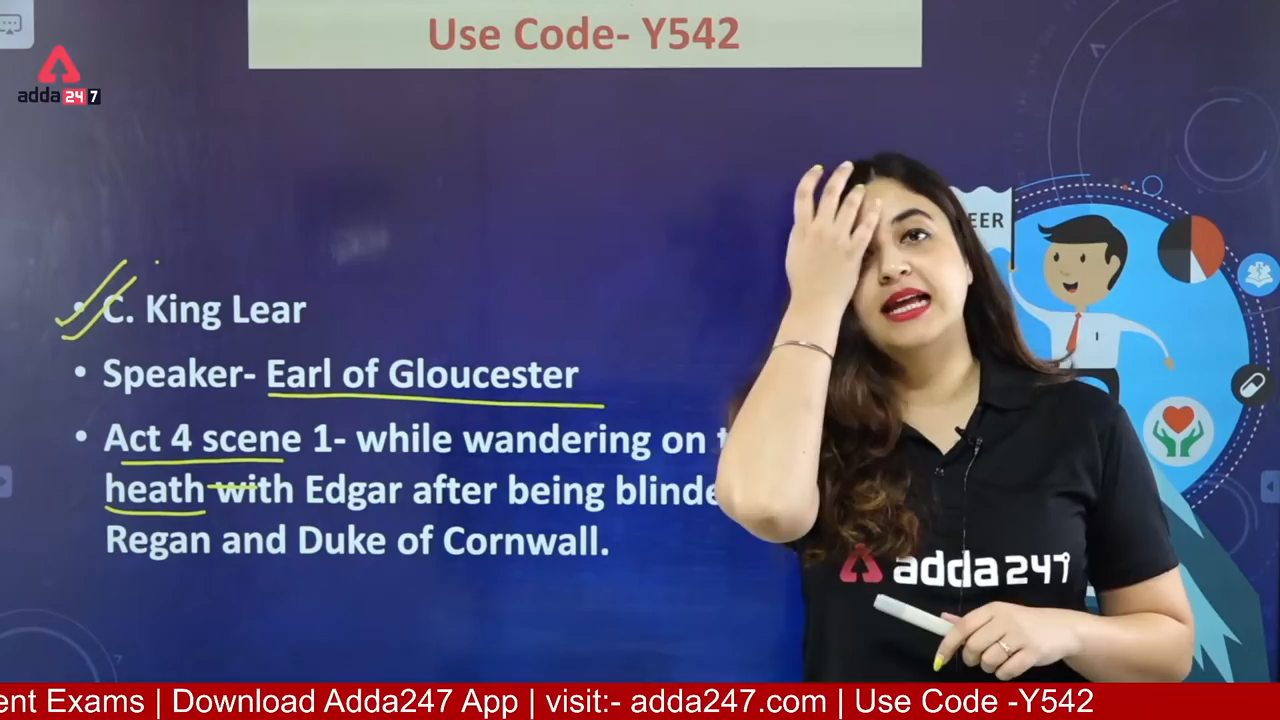 Use Code- Y542
adda 24 7
EER
• C. King Lear
• Speaker- Earl of Gloucester
• Act 4 scene 1- while wandering on
heath with Edgar after being
Regan and Duke of Cornwall.
adda 247
ent Exams | Download Adda247 App | visit:- adda247.com | Use Code -Y542